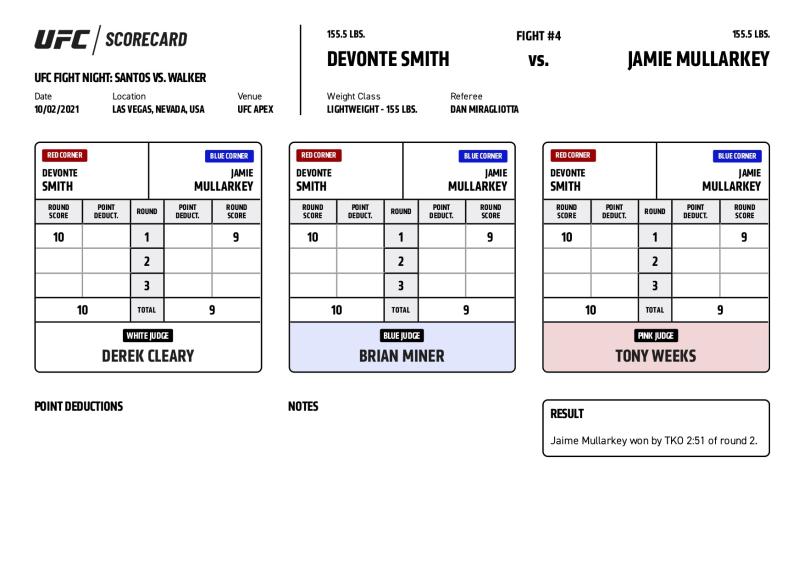 UFC / SCORECARD
UFC FIGHT NIGHT: SANTOS VS. WALKER
Date Location Venue
10/02/2021 LAS VEGAS, NEVADA, USA UFC APEX
155.5 LBS. FIGHT #4 155.5 LBS.
DEVONTE SMITH vs. JAMIE MULLARKEY
Weight Class Referee
LIGHTWEIGHT - 155 LBS. DAN MIRAGLIOTTA
RED CORNER BLUE CORNER
DEVONTE JAMIE
SMITH MULLARKEY
ROUND POINT ROUND POINT ROUND
SCORE DEDUCT. DEDUCT. SCORE
10 1 9
2
3
10 TOTAL 9
WHITE JUDGE
DEREK CLEARY
RED CORNER BLUE CORNER
DEVONTE JAMIE
SMITH MULLARKEY
ROUND POINT ROUND POINT ROUND
SCORE DEDUCT. DEDUCT. SCORE
10 1 9
2
3
10 TOTAL 9
BLUE JUDGE
BRIAN MINER
RED CORNER BLUE CORNER
DEVONTE JAMIE
SMITH MULLARKEY
ROUND POINT ROUND POINT ROUND
SCORE DEDUCT. DEDUCT. SCORE
10 1 9
2
3
10 TOTAL 9
PINK JUDGE
TONY WEEKS
POINT DEDUCTIONS
NOTES
RESULT
Jaime Mullarkey won by TKO 2:51 of round 2.